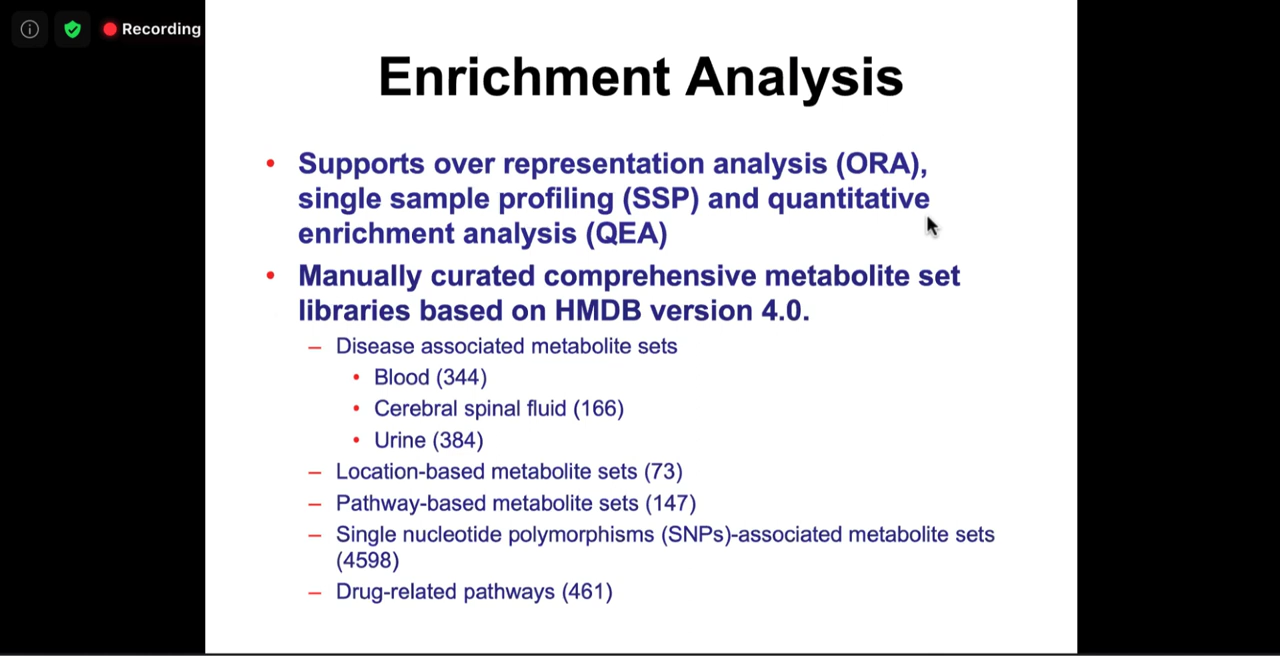 Recording
Enrichment Analysis
• Supports over representation analysis (ORA),
single sample profiling (SSP) and quantitative
enrichment analysis (QEA)
• Manually curated comprehensive metabolite set
libraries based on HMDB version 4.0.
– Disease associated metabolite sets
• Blood (344)
• Cerebral spinal fluid (166)
• Urine (384)
– Location-based metabolite sets (73)
– Pathway-based metabolite sets (147)
– Single nucleotide polymorphisms (SNPs)-associated metabolite sets
(4598)
– Drug-related pathways (461)